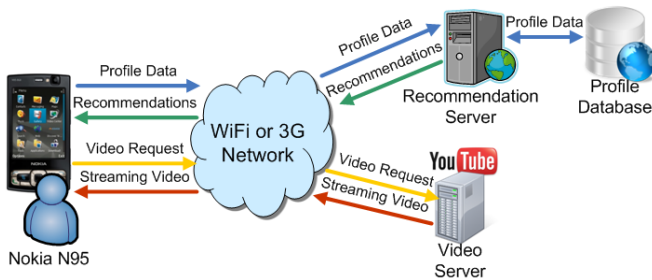 Profile Data
Recommendations
Video Request
Streaming Video
NOKIA
Nokia N95
WiFi or 3G
Network
Profile Data
Recommendations
Recommendation
Server
Profile Data
Profile
Database
Video Request
Streaming Video
YouTube
Video
Server